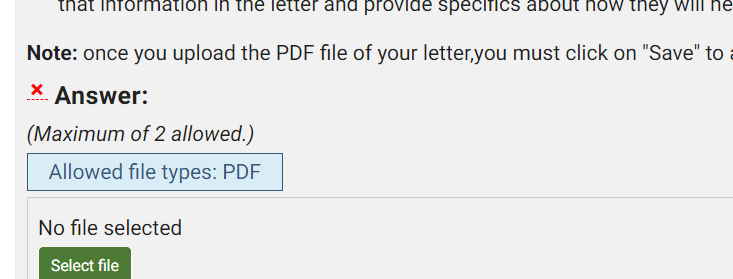 that information in the letter and provide specifics about how they will he
Note: once you upload the PDF file of your letter,you must click on "Save" to a
× Answer:
(Maximum of 2 allowed.)
Allowed file types: PDF
No file selected
Select file